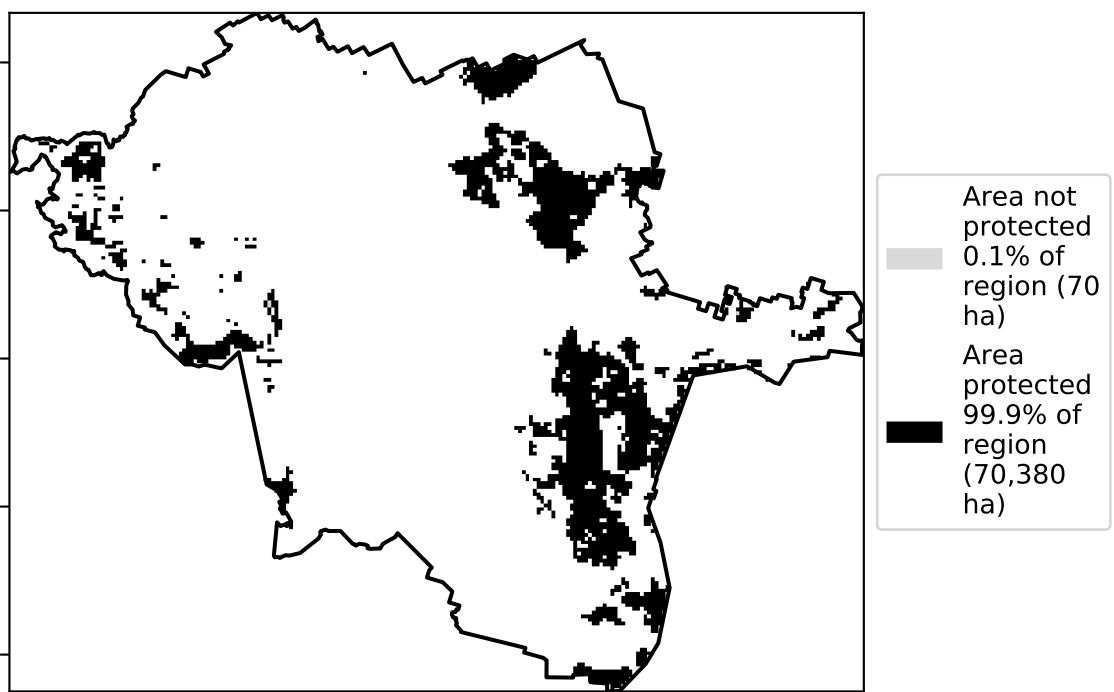 Area not
protected
0.1% of
region (70
ha)
Area
protected
99.9% of
region
(70,380
ha)